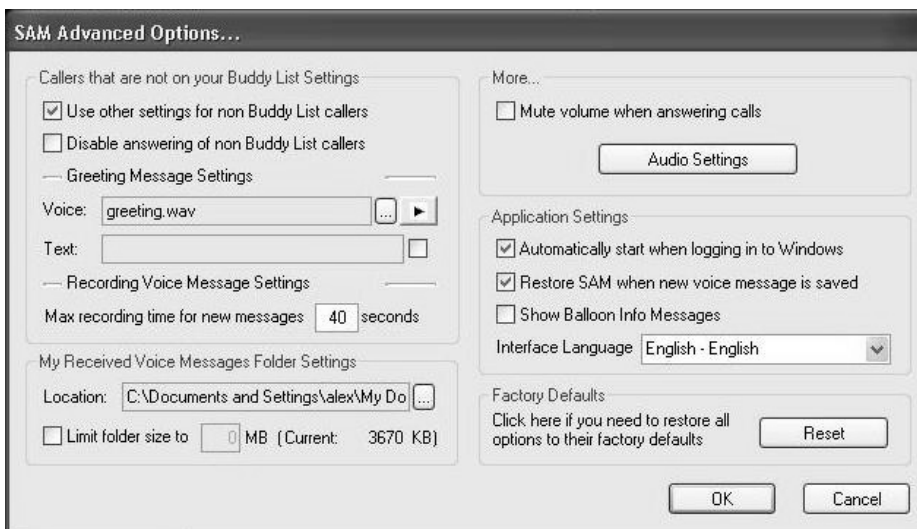 SAM Advanced Options...
Callers that are not on your Buddy List Settings
Use other settings for non Buddy List callers
Disable answering of non Buddy List callers
Greeting Message Settings
Voice: greeting.wav ...
Text:
Recording Voice Message Settings
Max recording time for new messages 40 seconds
My Received Voice Messages Folder Settings
Location: C:\Documents and Settings\alex\My Do ...
Limit folder size to 0 MB (Current: 3670 KB)
More...
Mute volume when answering calls
Audio Settings
Application Settings
Automatically start when logging in to Windows
Restore SAM when new voice message is saved
Show Balloon Info Messages
Interface Language English - English
Factory Defaults
Click here if you need to restore all
options to their factory defaults
Reset
OK
Cancel